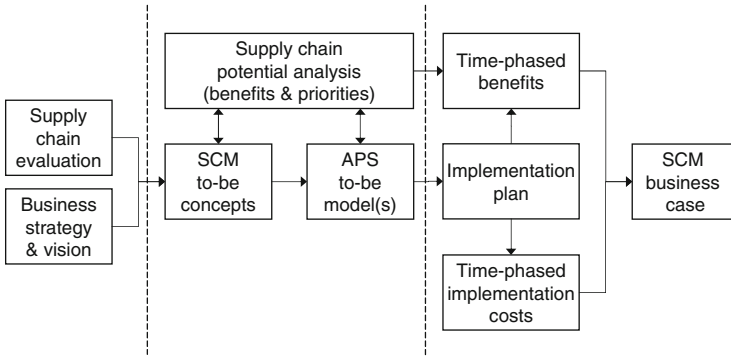 Supply chain
potential analysis
(benefits & priorities)
Time-phased
benefits
Supply
chain
evaluation
Business
strategy
& vision
SCM
to-be
concepts
APS
to-be
model(s)
Implementation
plan
SCM
business
case
Time-phased
implementation
costs